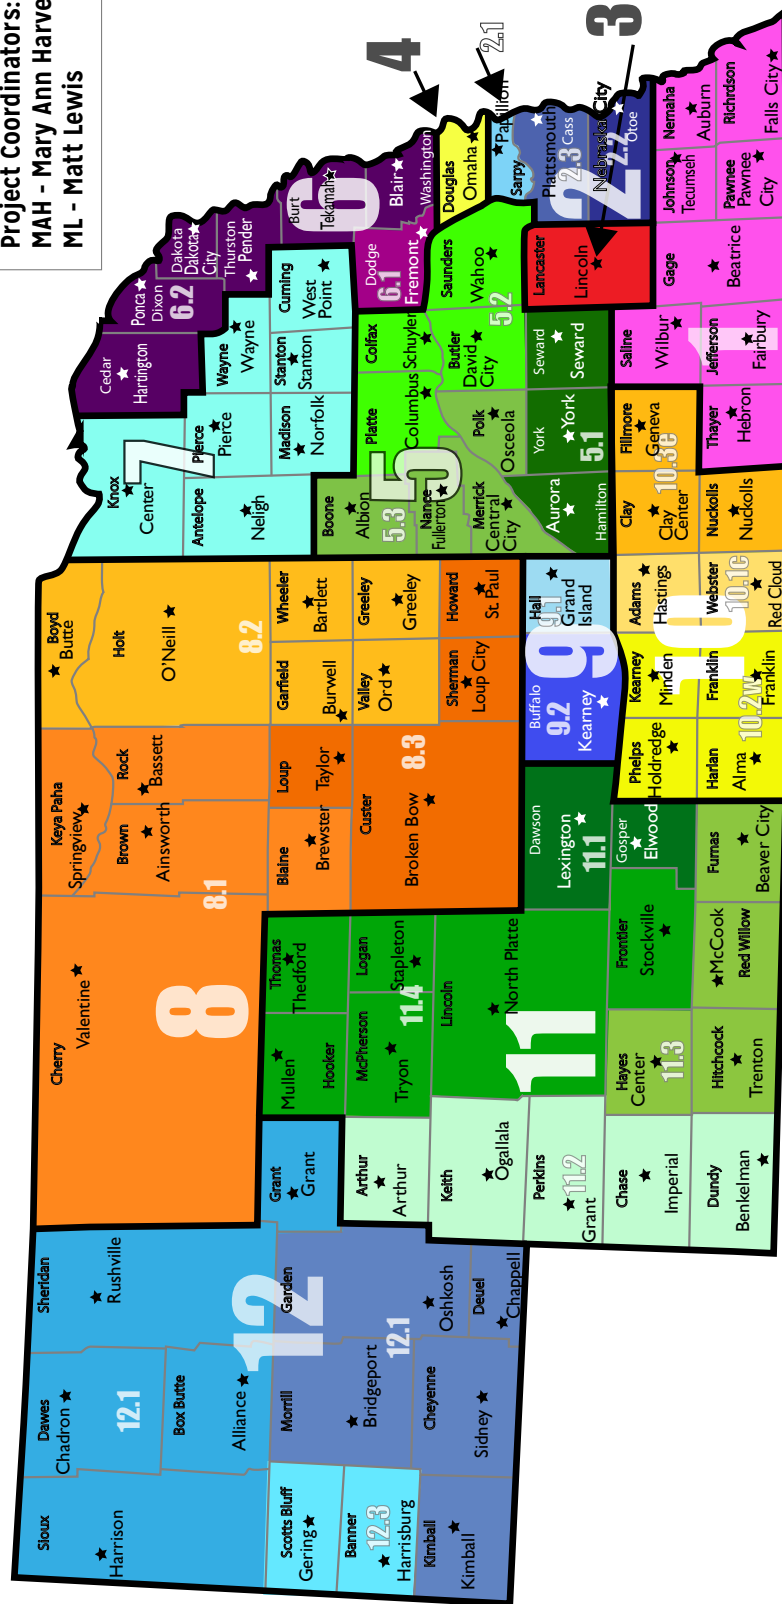 Project Coordinators:
MAH - Mary Ann Harve
ML - Matt Lewis
Sioux
Harrison
Dawes
Chadron
12.1
Sheridan
Rushville
Box Butte
Alliance
12
Scotts Bluff
Gering
Banner
12.3
Harrisburg
Kimball
Kimball
Morrill
Bridgeport
Garden
Oshkosh
12.1
Cheyenne
Sidney
Deuel
Chappell
Grant
Grant
Cherry
Valentine
8
8.1
Keya Paha
Springview
Brown
Ainsworth
Rock
Bassett
Boyd
Butte
Holt
O'Neill
8.2
Blaine
Brewster
Loup
Taylor
Garfield
Burwell
Wheeler
Bartlett
Custer
Broken Bow
8.3
Valley
Ord
Greeley
Greeley
Sherman
Loup City
Howard
St. Paul
Arthur
Arthur
Keith
Ogallala
Perkins
11.2
Grant
Chase
Imperial
Dundy
Benkelman
Mullen
Hooker
Thomas
Thedford
McPherson
Tryon
Logan
Stapleton
11.4
Lincoln
North Platte
11
Hayes
Center
11.3
Hitchcock
Trenton
Frontier
Stockville
McCook
Red Willow
Dawson
Lexington
11.1
Gosper
Elwood
Furnas
Beaver City
Buffalo
9.2
Kearney
9
Hall
9.1
Grand
Island
Phelps
Holdredge
Harlan
Alma
10.2W
Kearney
Minden
Franklin
Franklin
10
Adams
Hastings
Webster
10.1C
Red Cloud
Clay
Clay
Center
10.3E
Nuckolls
Nuckolls
Fillmore
Geneva
Thayer
Hebron
Knox
Center
7
Antelope
Neligh
Pierce
Pierce
Madison
Norfolk
Wayne
Wayne
Stanton
Stanton
Cuming
West
Point
Boone
Albion
5.3
Nance
Fullerton
Merrick
Central
City
Polk
Osceola
5
Platte
Columbus
Colfax
Schuyler
Butler
David
City
Saunders
Wahoo
5.2
Aurora
Hamilton
York
York
5.1
Seward
Seward
Cedar
Hartington
Ponca
Dixon
6.2
Dakota
Dakota
City
Thurston
Pender
Burt
Tekamah
6
Dodge
6.1
Fremont
Blair
Washington
4
Douglas
Omaha
2.1
Papillion
Sarpy
Plattsmouth
2.3
Cass
2
Nebraska City
2.2
Otoe
3
Lancaster
Lincoln
Saline
Wilbur
Jefferson
Fairbury
1
Gage
Beatrice
Johnson
Tecumseh
Nemaha
Auburn
Pawnee
Pawnee
City
Richrdson
Falls City